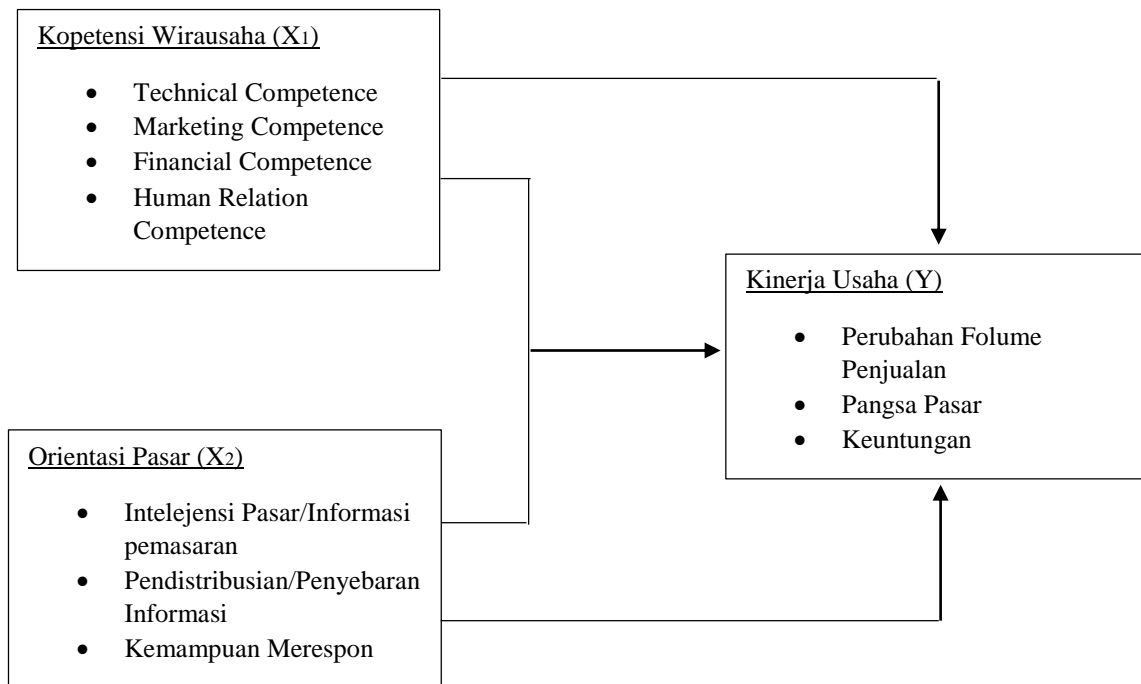 Kopetensi Wirausaha (X1)
• Technical Competence
• Marketing Competence
• Financial Competence
• Human Relation
Competence
Kinerja Usaha (Y)
• Perubahan Folume
Penjualan
• Pangsa Pasar
• Keuntungan
Orientasi Pasar (X2)
• Intelejensi Pasar/Informasi
pemasaran
• Pendistribusian/Penyebaran
Informasi
• Kemampuan Merespon